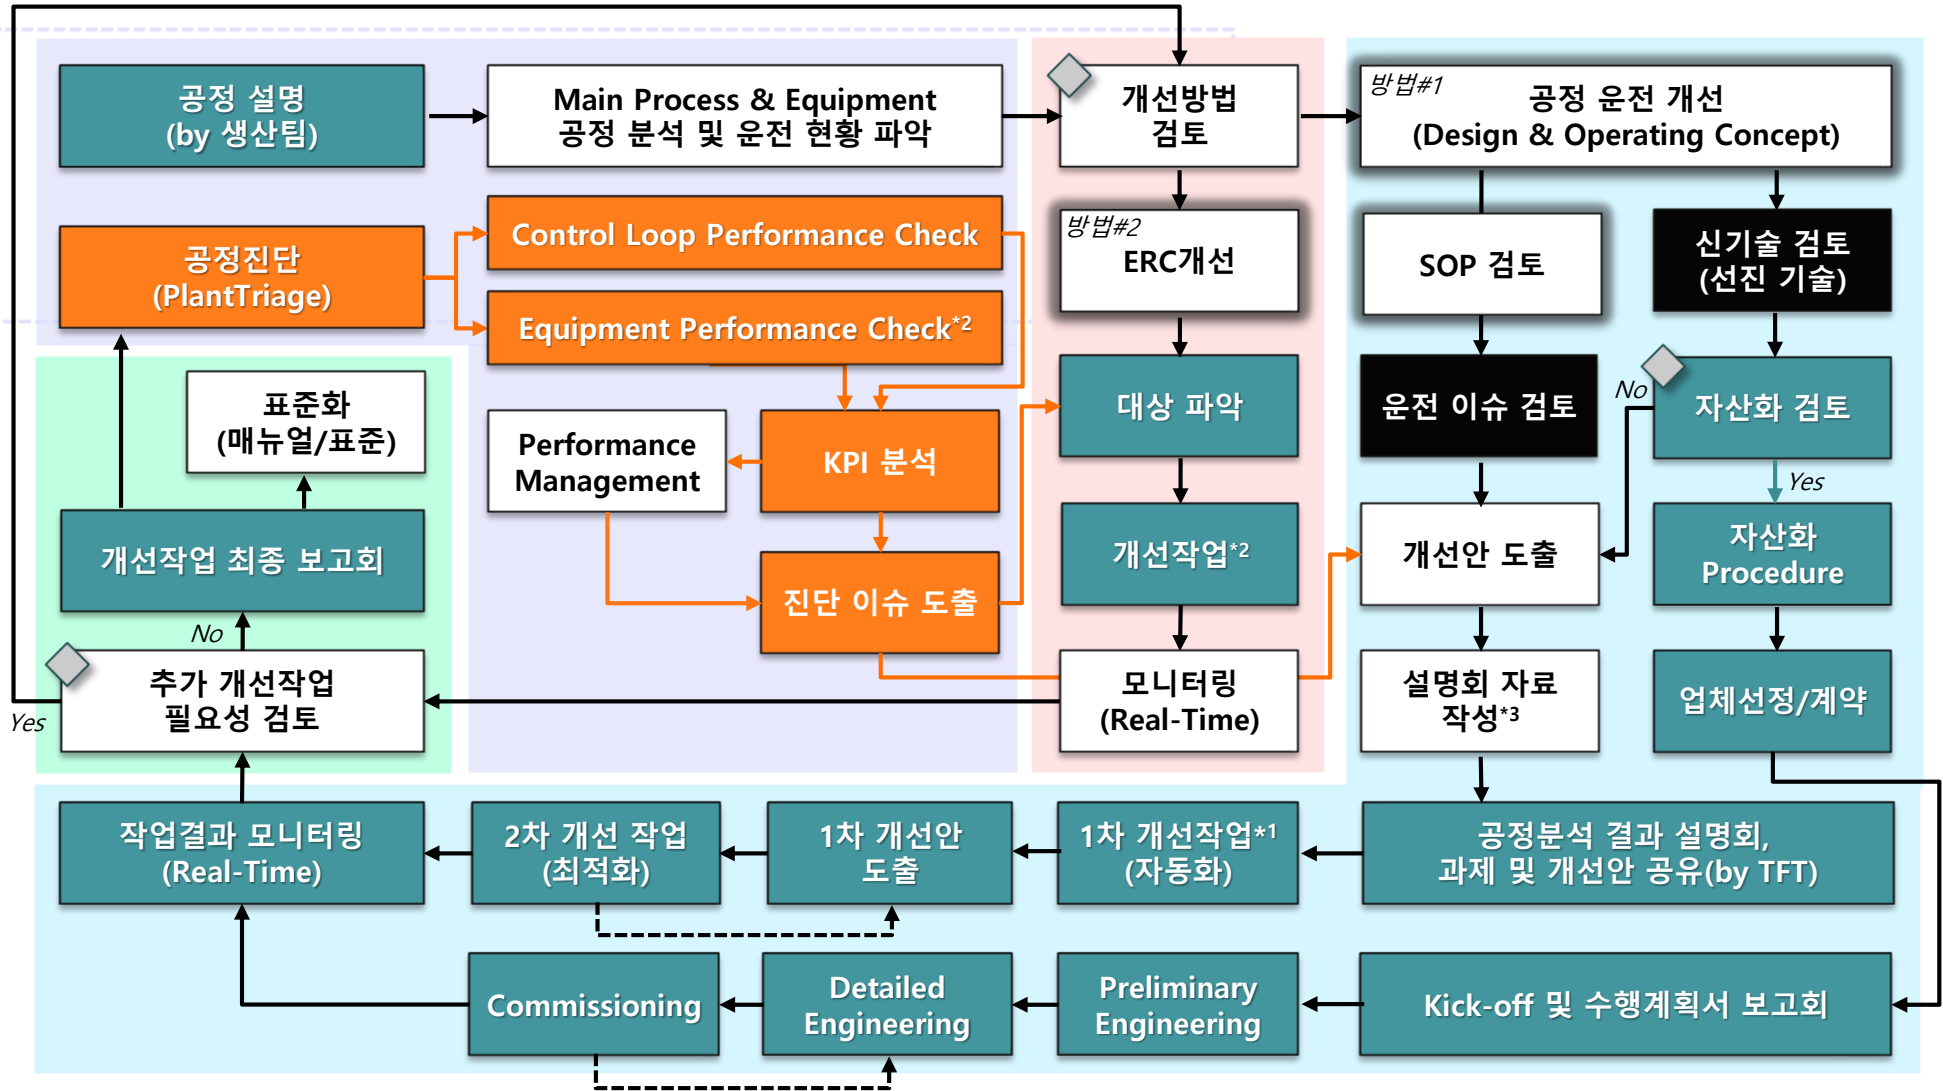 공정 설명
(by 생산팀)
Main Process & Equipment
공정 분석 및 운전 현황 파악
개선방법
검토
방법#1
공정 운전 개선
(Design & Operating Concept)
공정진단
(PlantTriage)
Control Loop Performance Check
Equipment Performance Check*2
방법#2
ERC개선
SOP 검토
신기술 검토
(선진 기술)
표준화
(매뉴얼/표준)
Performance
Management
KPI 분석
대상 파악
운전 이슈 검토
No
자산화 검토
Yes
개선작업 최종 보고회
진단 이슈 도출
개선작업*2
개선안 도출
자산화
Procedure
No
추가 개선작업
필요성 검토
Yes
모니터링
(Real-Time)
설명회 자료
작성*3
업체선정/계약
작업결과 모니터링
(Real-Time)
2차 개선 작업
(최적화)
1차 개선안
도출
1차 개선작업*1
(자동화)
공정분석 결과 설명회,
과제 및 개선안 공유(by TFT)
Commissioning
Detailed
Engineering
Preliminary
Engineering
Kick-off 및 수행계획서 보고회